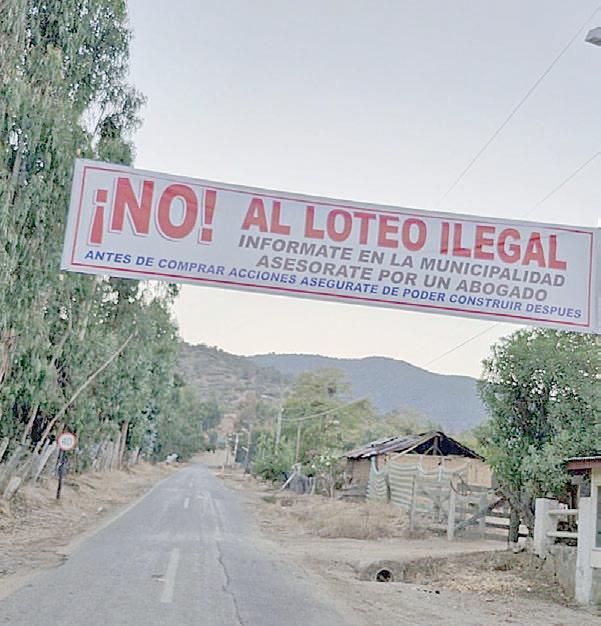 ¡NO! AL LOTEO ILEGAL
INFORMATE EN LA MUNICIPALIDAD
ASESORATE POR UN ABOGADO
ANTES DE COMPRAR ACCIONES ASEGURATE DE PODER CONSTRUIR DESPUES